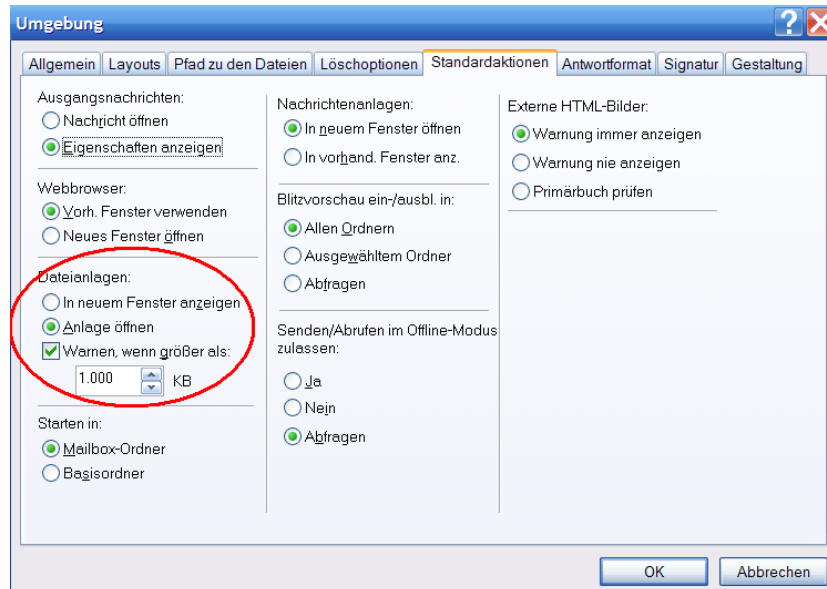 Umgebung
Allgemein Layouts Pfad zu den Dateien Löschoptionen Standardaktionen Antwortformat Signatur Gestaltung
Ausgangsnachrichten:
Nachricht öffnen
Eigenschaften anzeigen
Webbrowser:
Vorh. Fenster verwenden
Neues Fenster öffnen
Dateianlagen:
In neuem Fenster anzeigen
Anlage öffnen
Warnen, wenn größer als:
1.000 KB
Starten in:
Mailbox-Ordner
Basisordner
Nachrichtenanlagen:
In neuem Fenster öffnen
In vorhand. Fenster anz.
Blitzvorschau ein-/ausbl. in:
Allen Ordnern
Ausgewähltem Ordner
Abfragen
Senden/Abrufen im Offline-Modus
zulassen:
Ja
Nein
Abfragen
Externe HTML-Bilder:
Warnung immer anzeigen
Warnung nie anzeigen
Primärbuch prüfen
OK Abbrechen